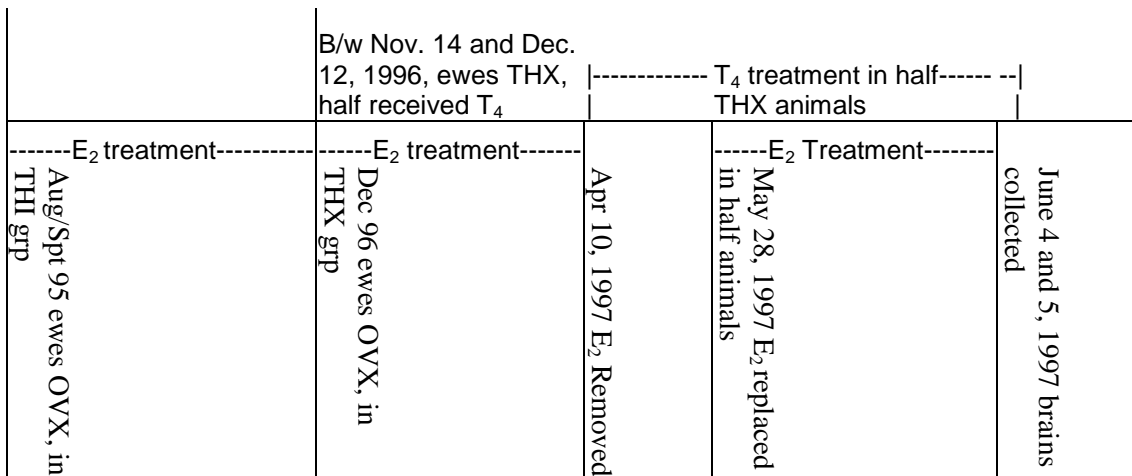 B/w Nov. 14 and Dec.
12, 1996, ewes THX,
half received T₄
|------------- T₄ treatment in half------ --|
| THX animals |
--------E₂ treatment------------
-------E₂ treatment--------
-------E₂ Treatment---------
Aug/Spt 95 ewes OVX, in
THI grp
Dec 96 ewes OVX, in
THX grp
Apr 10, 1997 E₂ Removed
May 28, 1997 E₂ replaced
in half animals
June 4 and 5, 1997 brains
collected